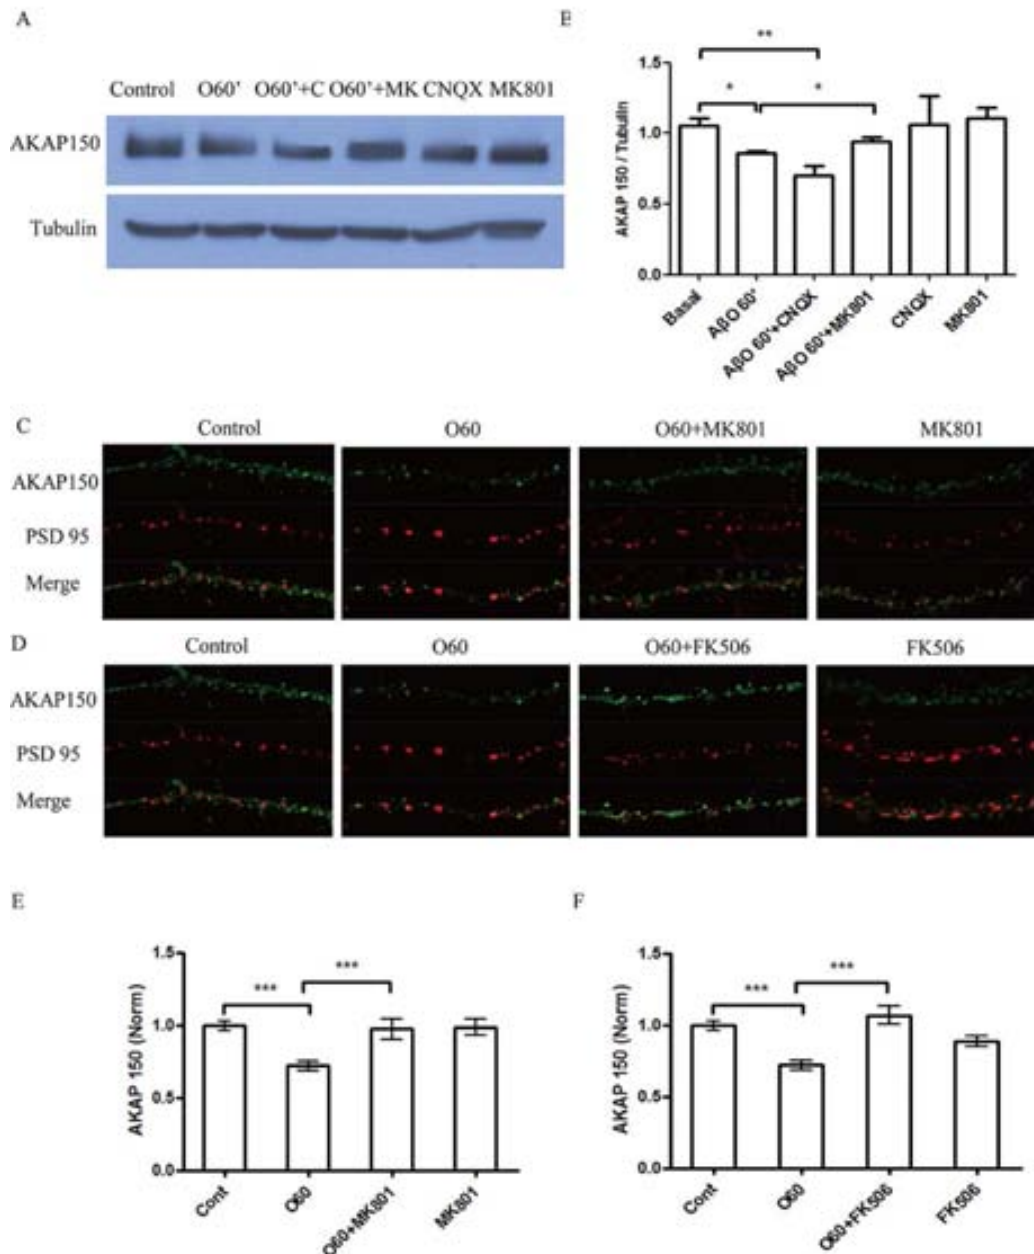 A
Control O60' O60'+C O60'+MK CNQX MK801
AKAP150
Tubulin
B
**
* *
1.5
1.0
0.5
0.0
AKAP 150 / Tubulin
Basal
AβO 60'
AβO 60'+CNQX
AβO 60'+MK801
CNQX
MK801
C
Control O60 O60+MK801 MK801
AKAP150
PSD 95
Merge
D
Control O60 O60+FK506 FK506
AKAP150
PSD 95
Merge
E
***
***
1.5
1.0
0.5
0.0
AKAP 150 (Norm)
Cont
O60
O60+MK801
MK801
F
***
***
1.5
1.0
0.5
0.0
AKAP 150 (Norm)
Cont
O60
O60+FK506
FK506